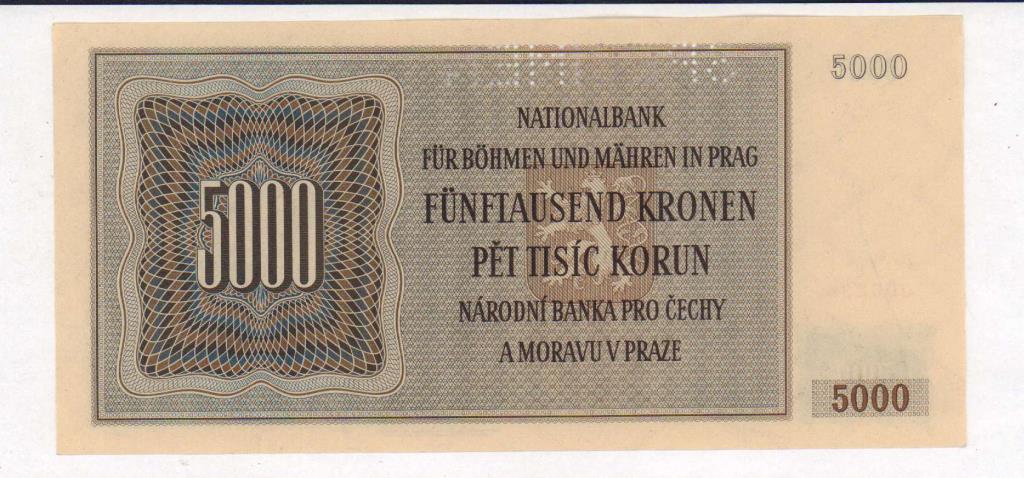 5000
5000
NATIONALBANK
FÜR BÖHMEN UND MÄHREN IN PRAG
FÜNFTAUSEND KRONEN
PĚT TISÍC KORUN
NÁRODNÍ BANKA PRO ČECHY
A MORAVU V PRAZE
5000